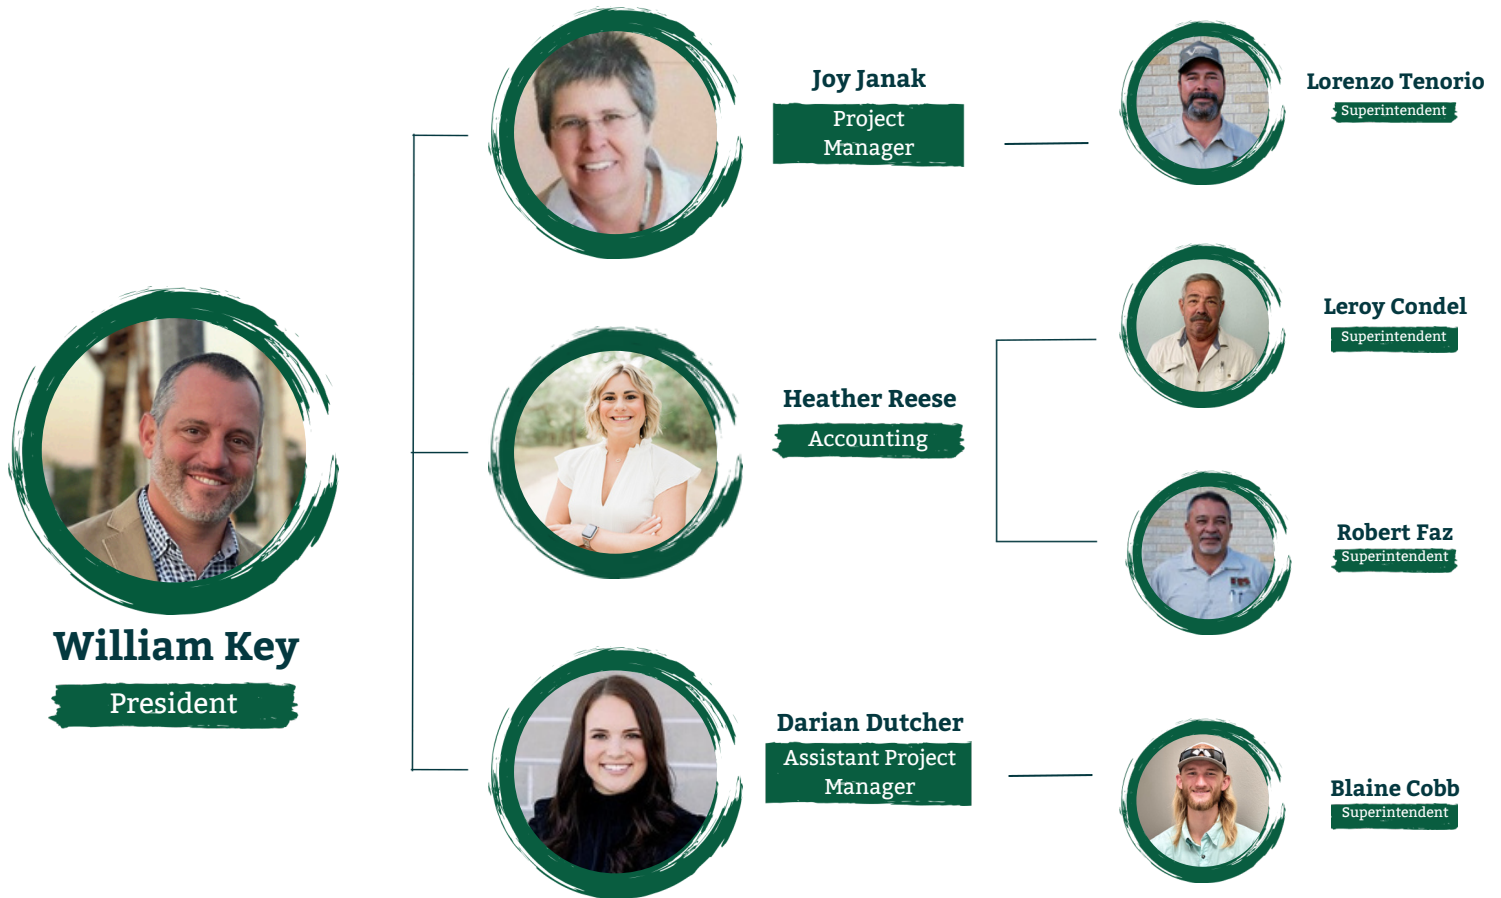 Joy Janak
Project
Manager
Lorenzo Tenorio
Superintendent
Leroy Condel
Superintendent
Heather Reese
Accounting
Robert Faz
Superintendent
William Key
President
Darian Dutcher
Assistant Project
Manager
Blaine Cobb
Superintendent